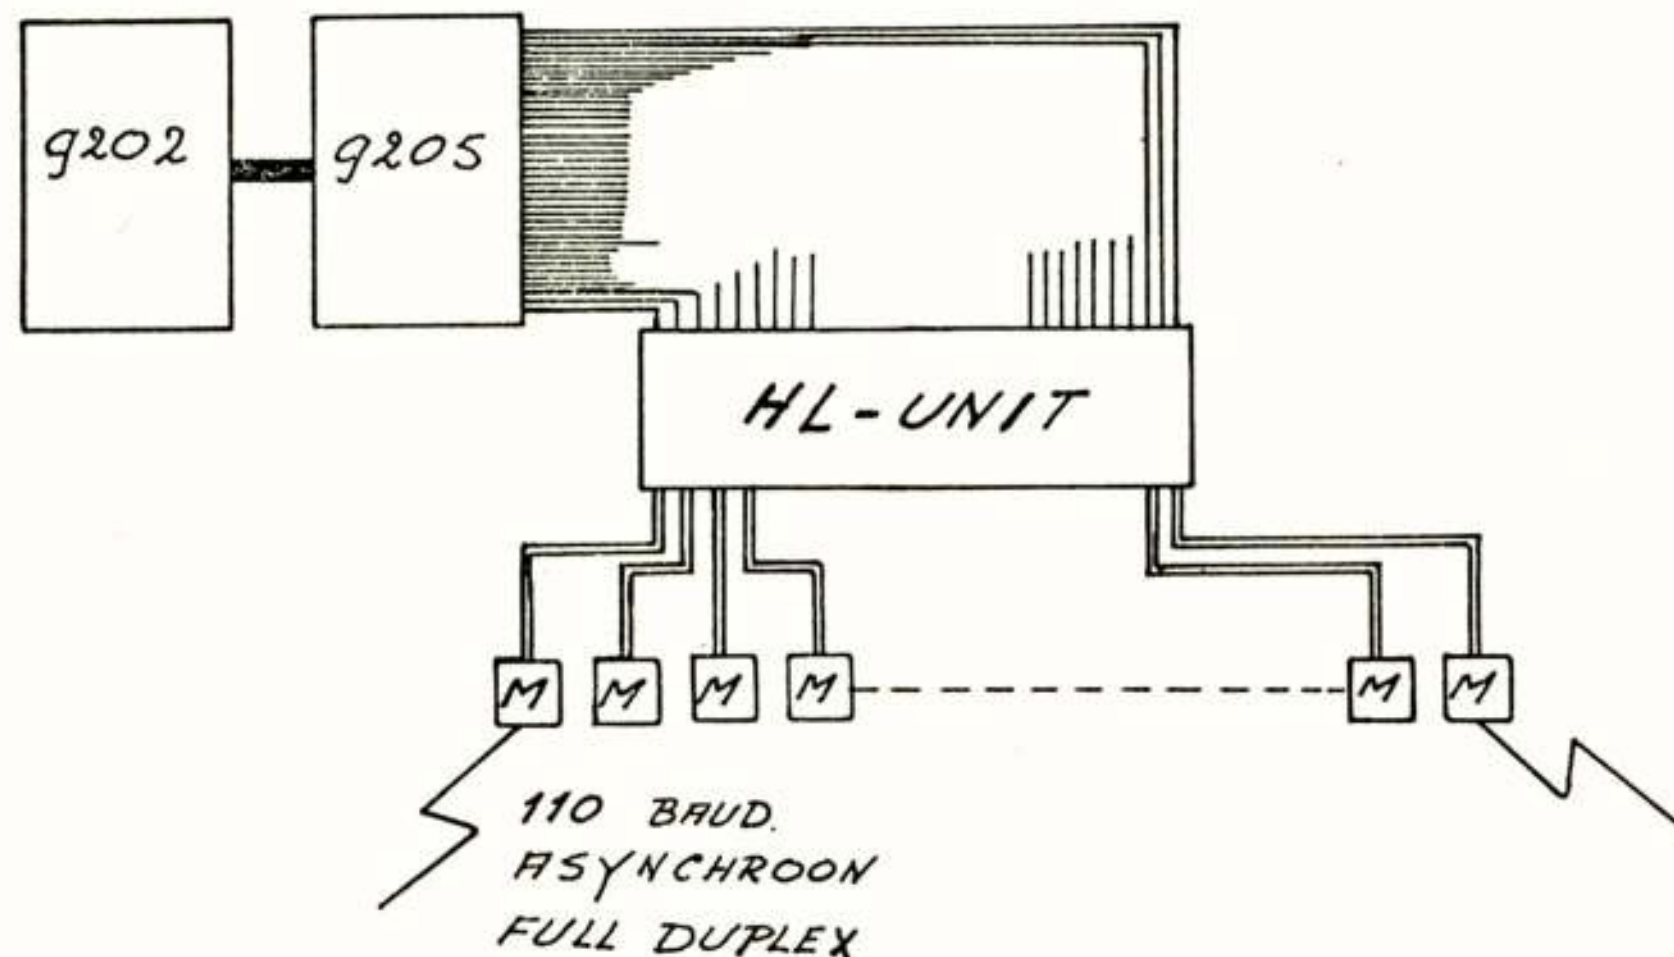 9202
9205
HL-UNIT
M
M
M
M
M
M
110 BAUD.
ASYNCHROON
FULL DUPLEX